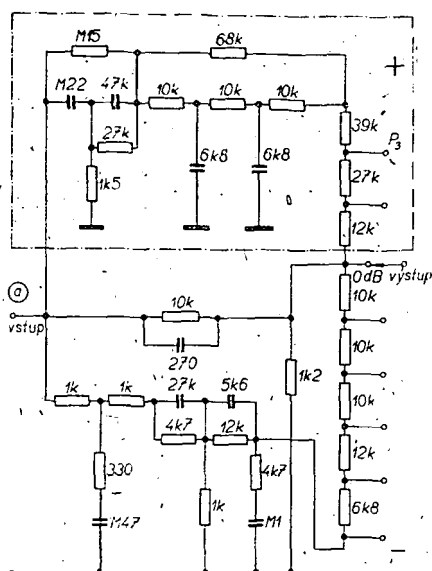 M15
68k
+
M22
47k
10k
10k
10k
39k
27k
6k8
6k8
P3
27k
1k5
12k
0dB výstup
a
vstup
10k
10k
270
10k
1k2
1k
1k
27k
5k6
10k
4k7
12k
12k
330
4k7
M47
1k
M1
6k8
−